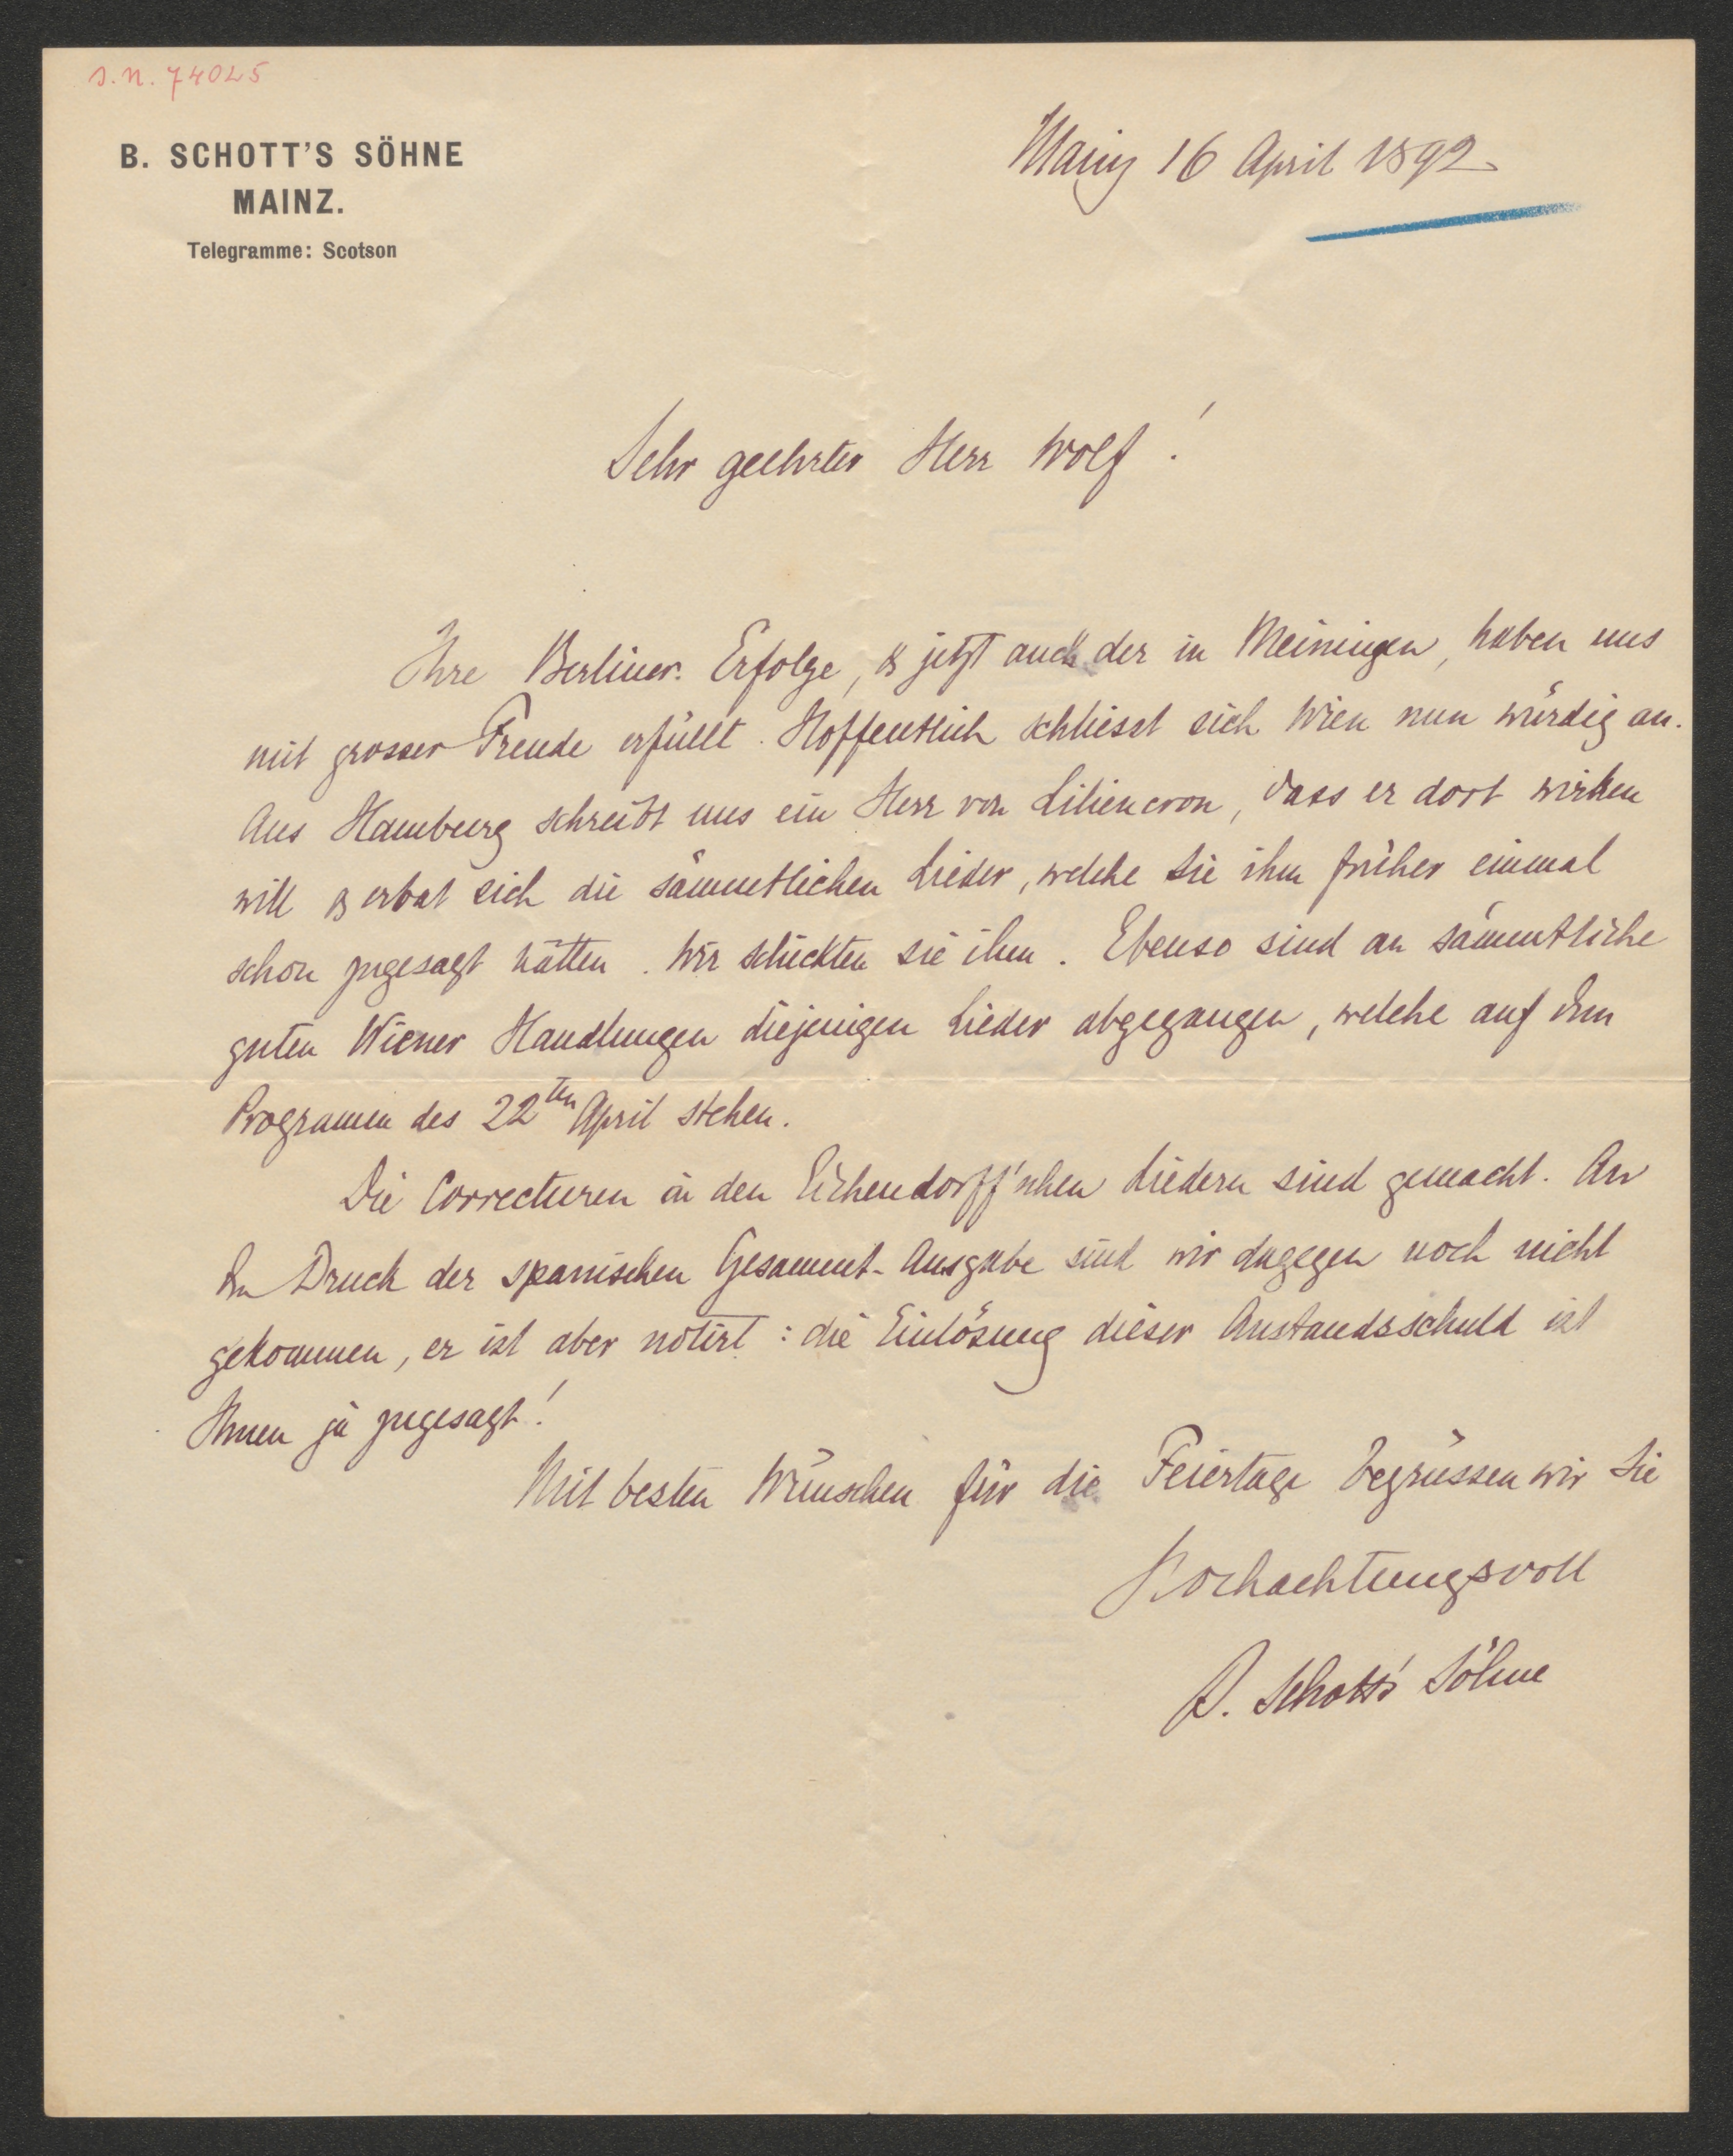 S.N. 74025
B. SCHOTT'S SÖHNE
MAINZ.
Telegramme: Scotson
Mainz 16 April 1892
Sehr geehrter Herr Wolf!
Ihre Berliner Erfolge, & jetzt auch der in Meiningen, haben uns
mit grosser Freude erfüllt. Hoffentlich schliesst sich Wien nun würdig an.
Aus Hamburg schreibt uns ein Herr von Liliencron, dass er dort wirken
will & erbat sich die sämmtlichen Lieder, welche Sie ihm früher einmal
schon zugesagt hätten. Wir schickten sie ihm. Ebenso sind an sämmtliche
guten Wiener Handlungen diejenigen Lieder abgegangen, welche auf dem
Programm des 22ten April stehen.
Die Correcturen in den Eichendorff'schen Liedern sind gemacht. An
den Druck der spanischen Gesammt-Ausgabe sind wir dagegen noch nicht
gekommen, er ist aber notirt: die Einlösung dieser Anstandsschuld ist
Ihnen ja zugesagt!
Mit besten Wünschen für die Feiertage begrüssen wir Sie
Hochachtungsvoll
B. Schott's Söhne